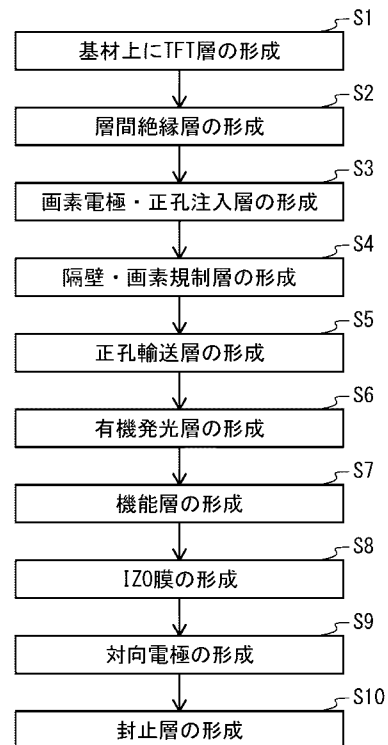 S1
基材上にTFT層の形成
S2
層間絶縁層の形成
S3
画素電極・正孔注入層の形成
S4
隔壁・画素規制層の形成
S5
正孔輸送層の形成
S6
有機発光層の形成
S7
機能層の形成
S8
IZO膜の形成
S9
対向電極の形成
S10
封止層の形成